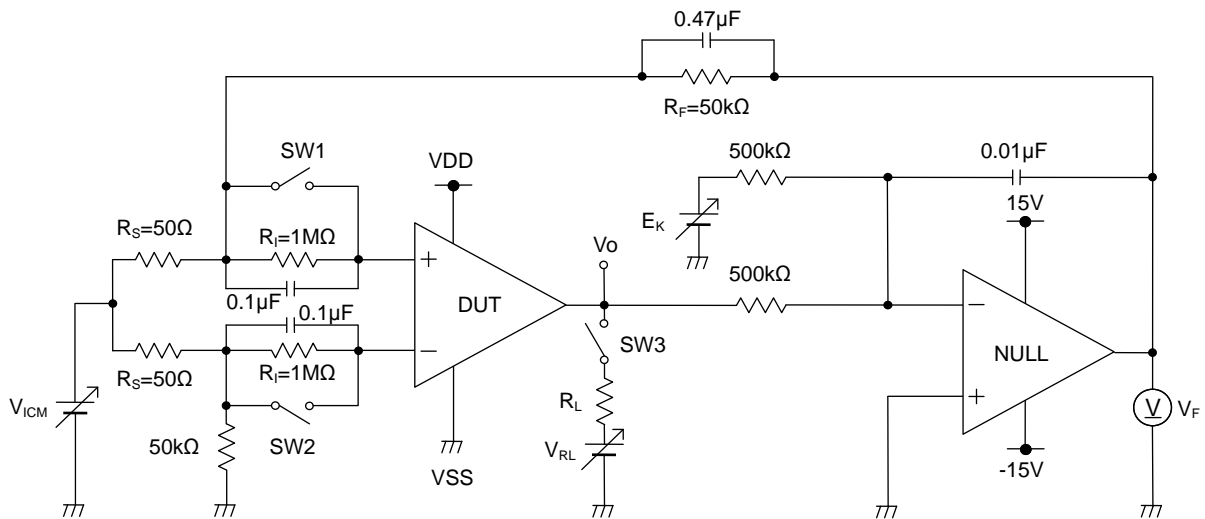 0.47μF
RF=50kΩ
SW1
VDD
500kΩ
0.01μF
15V
EK
RS=50Ω
RI=1MΩ
Vo
+
500kΩ
0.1μF
DUT
0.1μF
−
−
NULL
SW3
RS=50Ω
RI=1MΩ
+
VICM
RL
V
VF
50kΩ
SW2
VRL
-15V
VSS